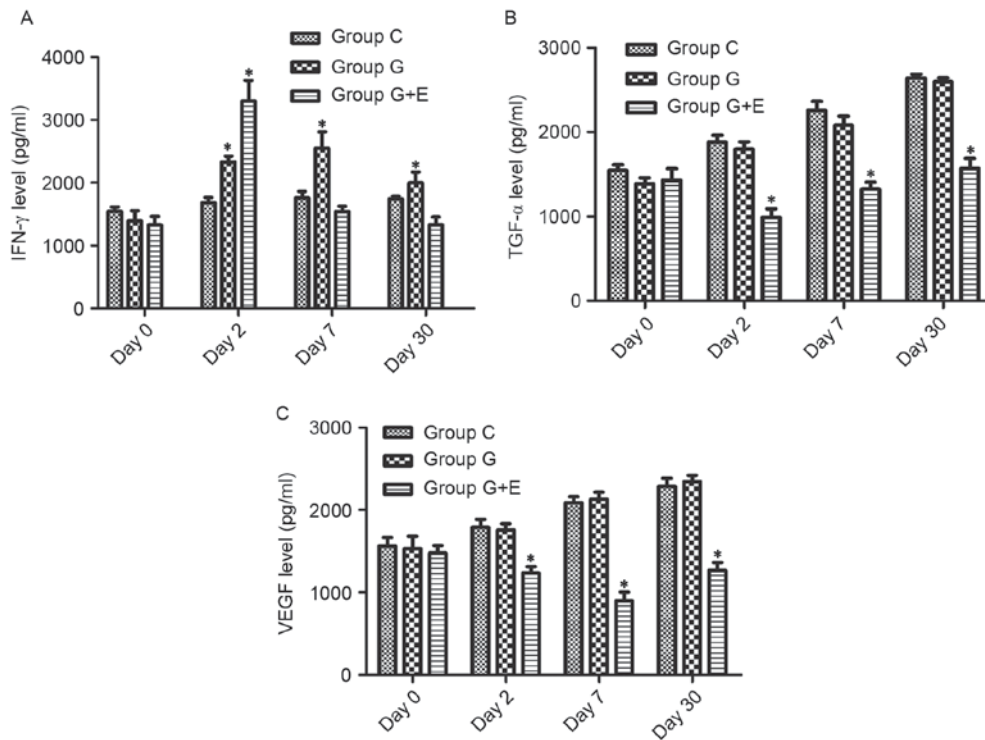 A
Group C
Group G
Group G+E
IFN-γ level (pg/ml)
4000
3000
2000
1000
0
*
*
*
*
Day 0
Day 2
Day 7
Day 30
B
Group C
Group G
Group G+E
TGF-α level (pg/ml)
3000
2000
1000
0
*
*
*
Day 0
Day 2
Day 7
Day 30
C
Group C
Group G
Group G+E
VEGF level (pg/ml)
3000
2000
1000
0
*
*
*
Day 0
Day 2
Day 7
Day 30